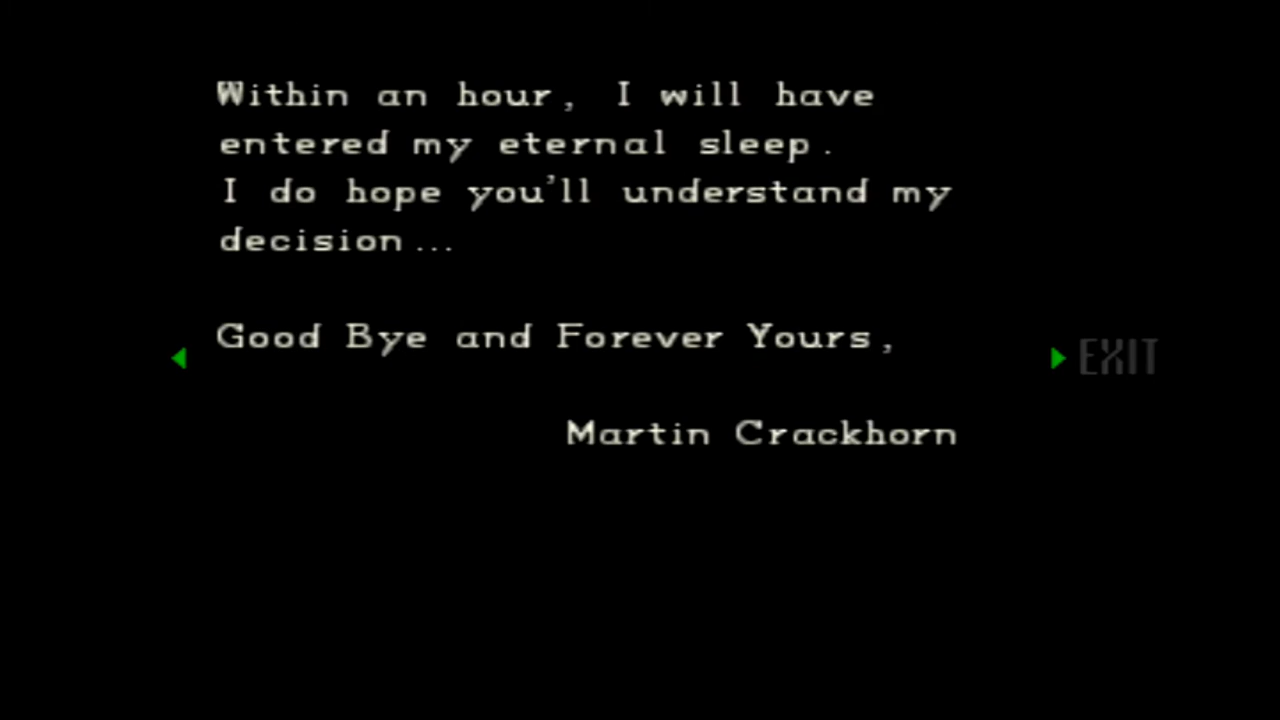 Within an hour, I will have
entered my eternal sleep.
I do hope you'll understand my
decision...
Good Bye and Forever Yours,
EXIT
Martin Crackhorn